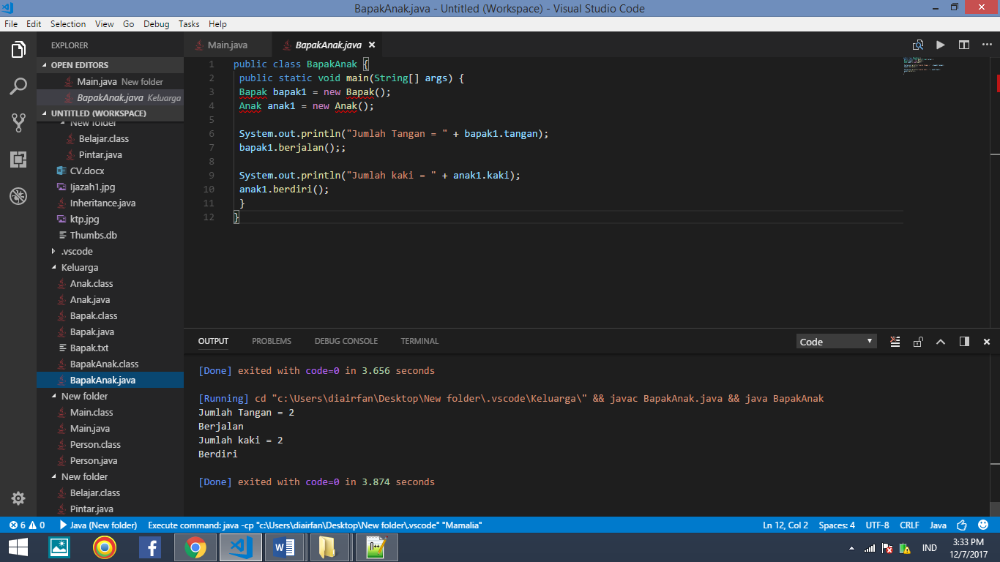 BapakAnak.java - Untitled (Workspace) - Visual Studio Code
File Edit Selection View Go Debug Tasks Help
EXPLORER
OPEN EDITORS
Main.java New folder
BapakAnak.java Keluarga
UNTITLED (WORKSPACE)
New folder
Belajar.class
Pintar.java
CV.docx
Ijazah1.jpg
Inheritance.java
ktp.jpg
Thumbs.db
.vscode
Keluarga
Anak.class
Anak.java
Bapak.class
Bapak.java
Bapak.txt
BapakAnak.class
BapakAnak.java
New folder
Main.class
Main.java
Person.class
Person.java
New folder
Belajar.class
Pintar.java
Main.java BapakAnak.java
1 public class BapakAnak {
2 public static void main(String[] args) {
3 Bapak bapak1 = new Bapak();
4 Anak anak1 = new Anak();
5
6 System.out.println("Jumlah Tangan = " + bapak1.tangan);
7 bapak1.berjalan();;
8
9 System.out.println("Jumlah kaki = " + anak1.kaki);
10 anak1.berdiri();
11 }
12 }
OUTPUT PROBLEMS DEBUG CONSOLE TERMINAL
Code
[Done] exited with code=0 in 3.656 seconds
[Running] cd "c:\Users\diairfan\Desktop\New folder\.vscode\Keluarga\" && javac BapakAnak.java && java BapakAnak
Jumlah Tangan = 2
Berjalan
Jumlah kaki = 2
Berdiri
[Done] exited with code=0 in 3.874 seconds
6 0 Java (New folder) Execute command: java -cp "c:\Users\diairfan\Desktop\New folder\.vscode" "Mamalia"
Ln 12, Col 2 Spaces: 4 UTF-8 CRLF Java
IND
3:33 PM
12/7/2017